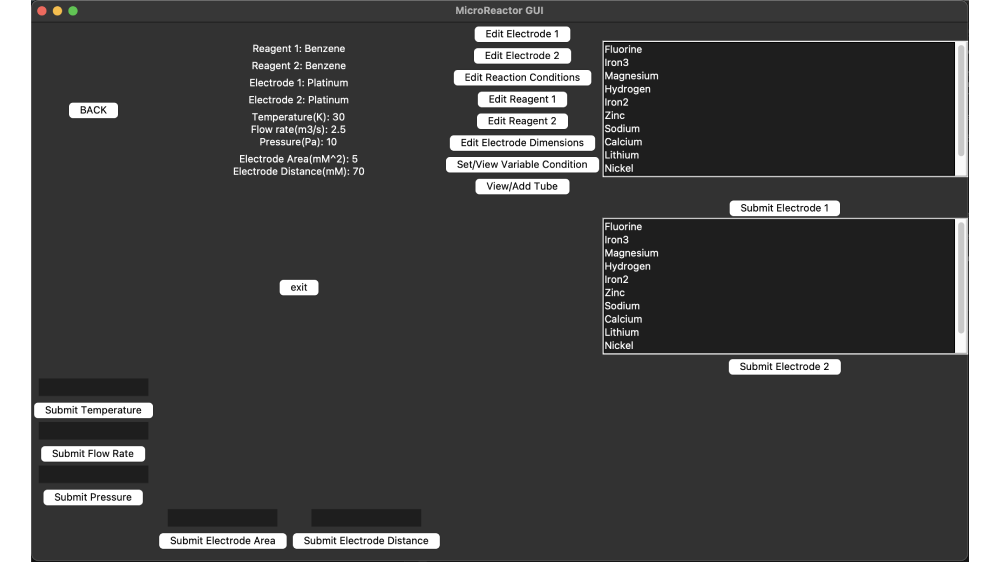 MicroReactor GUI
BACK
Reagent 1: Benzene
Reagent 2: Benzene
Electrode 1: Platinum
Electrode 2: Platinum
Temperature(K): 30
Flow rate(m3/s): 2.5
Pressure(Pa): 10
Electrode Area(mM^2): 5
Electrode Distance(mM): 70
exit
Edit Electrode 1
Edit Electrode 2
Edit Reaction Conditions
Edit Reagent 1
Edit Reagent 2
Edit Electrode Dimensions
Set/View Variable Condition
View/Add Tube
Fluorine
Iron3
Magnesium
Hydrogen
Iron2
Zinc
Sodium
Calcium
Lithium
Nickel
Submit Electrode 1
Fluorine
Iron3
Magnesium
Hydrogen
Iron2
Zinc
Sodium
Calcium
Lithium
Nickel
Submit Electrode 2
Submit Temperature
Submit Flow Rate
Submit Pressure
Submit Electrode Area
Submit Electrode Distance